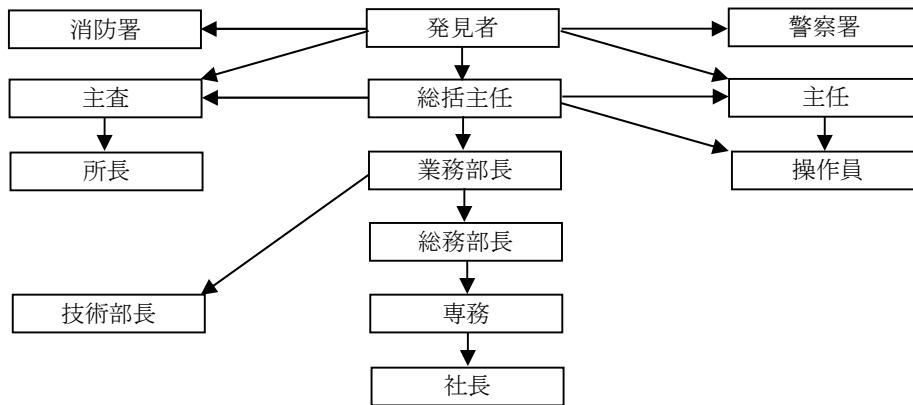 消防署
発見者
警察署
主査
総括主任
主任
所長
業務部長
操作員
総務部長
技術部長
専務
社長